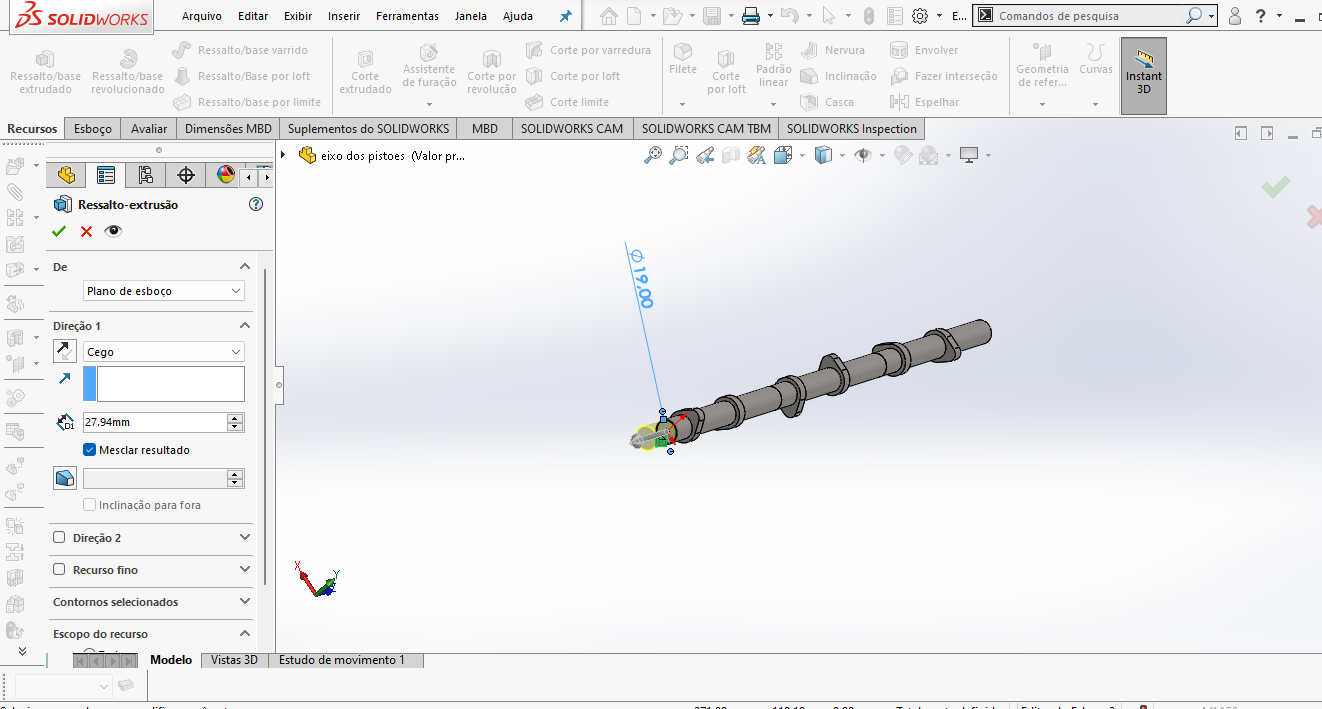 SOLIDWORKS
Arquivo Editar Exibir Inserir Ferramentas Janela Ajuda
E...
Comandos de pesquisa
?
Ressalto/base extrudado
Ressalto/base revolucionado
Ressalto/base varrido
Ressalto/Base por loft
Ressalto/base por limite
Corte extrudado
Assistente de furação
Corte por revolução
Corte por varredura
Corte por loft
Corte limite
Filete
Corte por loft
Padrão linear
Nervura
Inclinação
Casca
Envolver
Fazer interseção
Espelhar
Geometria de refer...
Curvas
Instant 3D
Recursos Esboço Avaliar Dimensões MBD Suplementos do SOLIDWORKS MBD SOLIDWORKS CAM SOLIDWORKS CAM TBM SOLIDWORKS Inspection
eixo dos pistoes (Valor pr...
Ressalto-extrusão
?
De
Plano de esboço
Direção 1
Cego
D1
27.94mm
Mesclar resultado
Inclinação para fora
Direção 2
Recurso fino
Contornos selecionados
Escopo do recurso
∅19,00
X
Y
Z
Modelo Vistas 3D Estudo de movimento 1